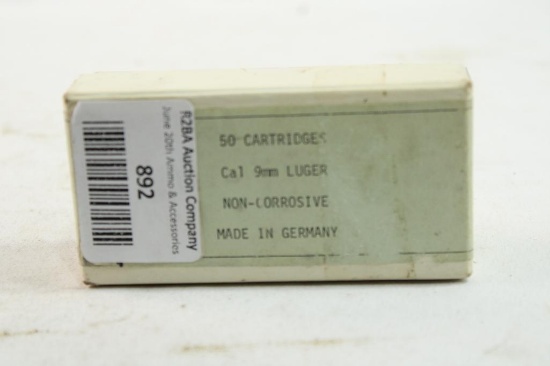 R2BA Auction Company
June 20th Ammo & Accessories
892
50 CARTRIDGES
Cal 9mm LUGER
NON-CORROSIVE
MADE IN GERMANY